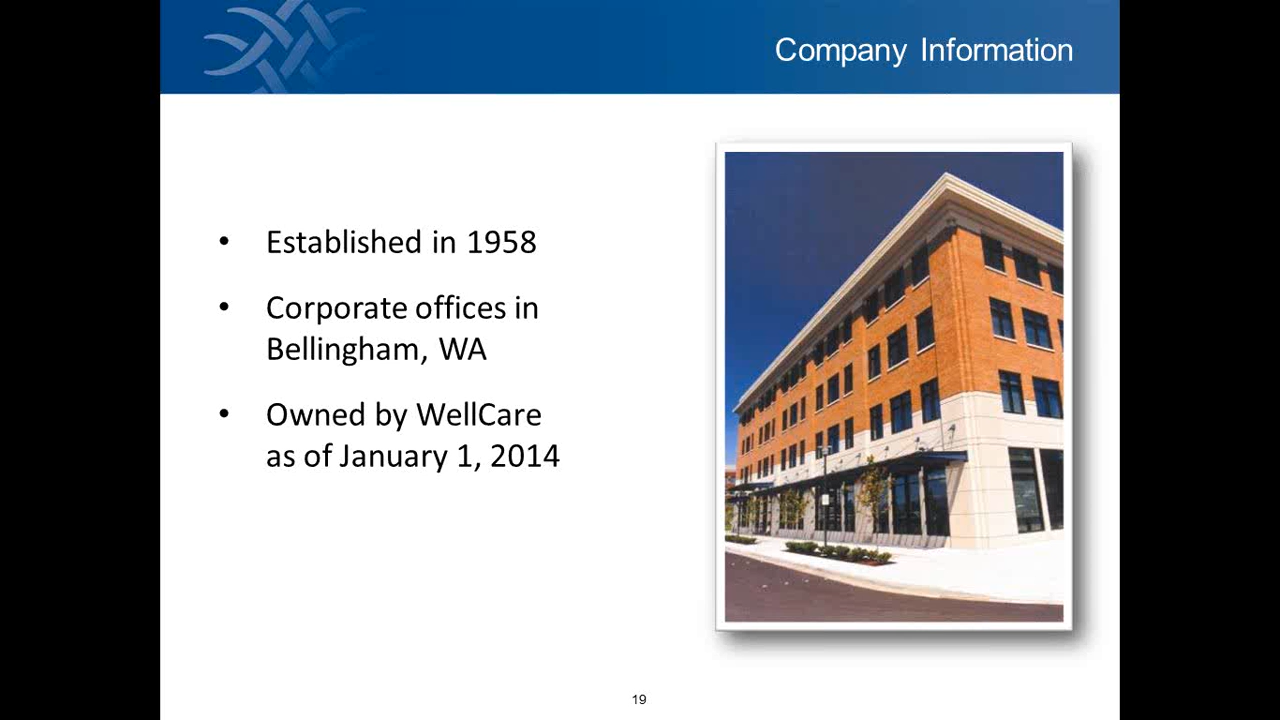 Company Information
• Established in 1958
• Corporate offices in
Bellingham, WA
• Owned by WellCare
as of January 1, 2014
19